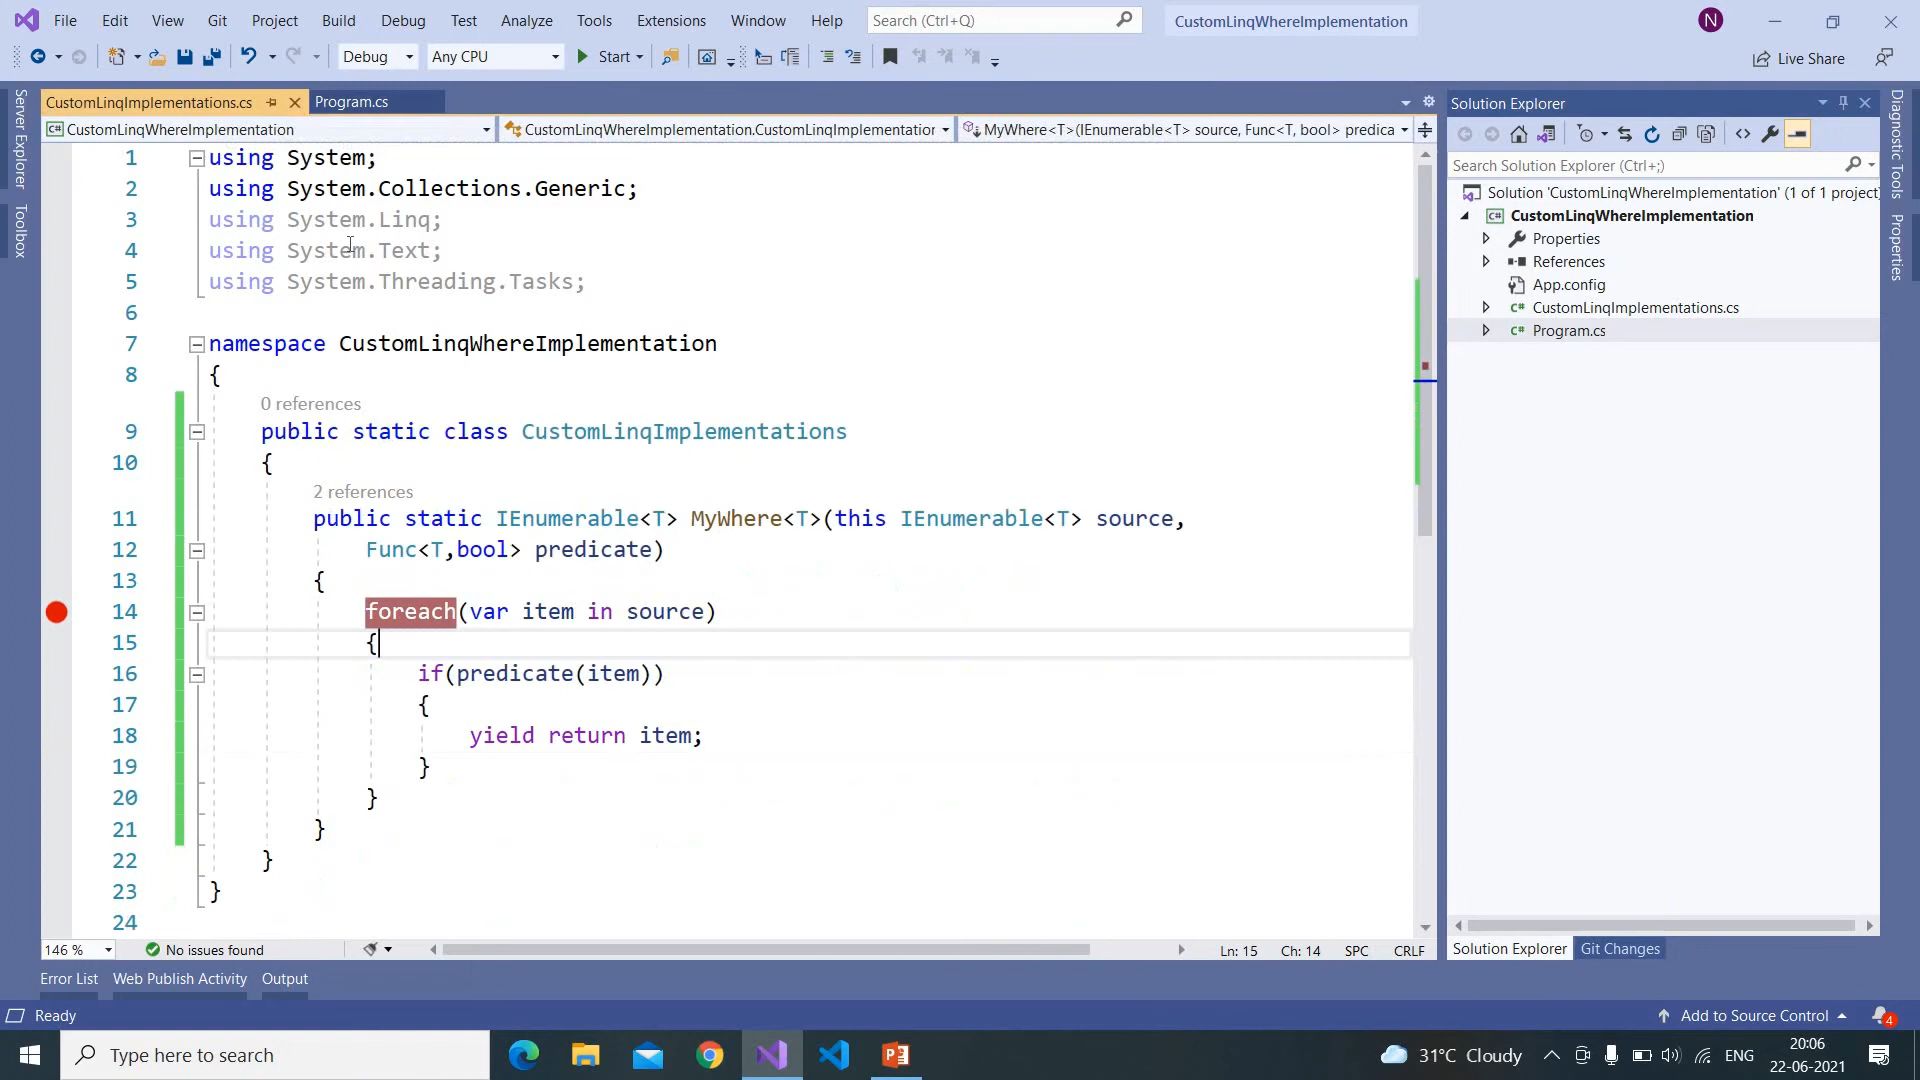 File Edit View Git Project Build Debug Test Analyze Tools Extensions Window Help Search (Ctrl+Q) CustomLinqWhereImplementation N
Debug Any CPU Start Live Share
Server Explorer
Toolbox
CustomLinqImplementations.cs Program.cs
CustomLinqWhereImplementation CustomLinqWhereImplementation.CustomLinqImplementation MyWhere<T>(IEnumerable<T> source, Func<T, bool> predica
1 using System;
2 using System.Collections.Generic;
3 using System.Linq;
4 using System.Text;
5 using System.Threading.Tasks;
6
7 namespace CustomLinqWhereImplementation
8 {
0 references
9 public static class CustomLinqImplementations
10 {
2 references
11 public static IEnumerable<T> MyWhere<T>(this IEnumerable<T> source,
12 Func<T,bool> predicate)
13 {
14 foreach(var item in source)
15 {
16 if(predicate(item))
17 {
18 yield return item;
19 }
20 }
21 }
22 }
23 }
24
146 % No issues found Ln: 15 Ch: 14 SPC CRLF
Solution Explorer
Search Solution Explorer (Ctrl+;)
Solution 'CustomLinqWhereImplementation' (1 of 1 project)
C# CustomLinqWhereImplementation
Properties
References
App.config
C# CustomLinqImplementations.cs
C# Program.cs
Solution Explorer Git Changes
Diagnostic Tools
Properties
Error List Web Publish Activity Output
Ready Add to Source Control 4
Type here to search 31°C Cloudy ENG 20:06
22-06-2021